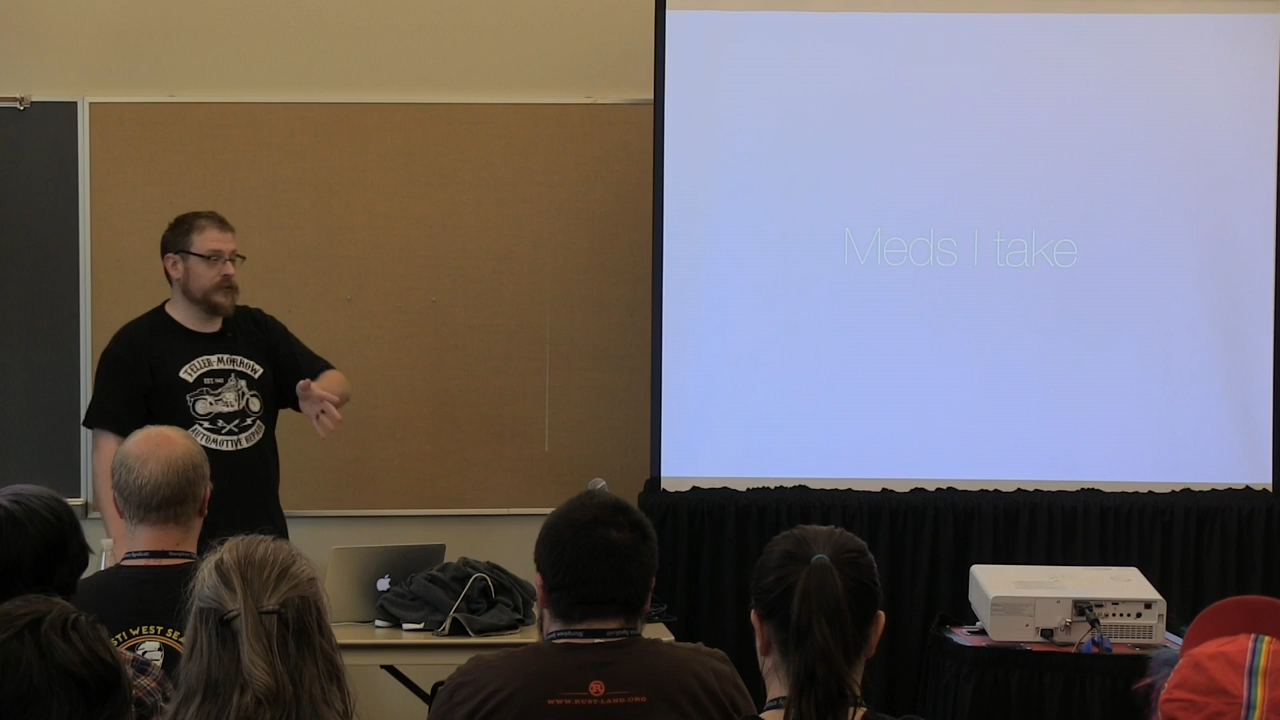 Meds I take
TELLER-MORROW
AUTOMOTIVE REPAIR
WWW.RUST-LAND.ORG